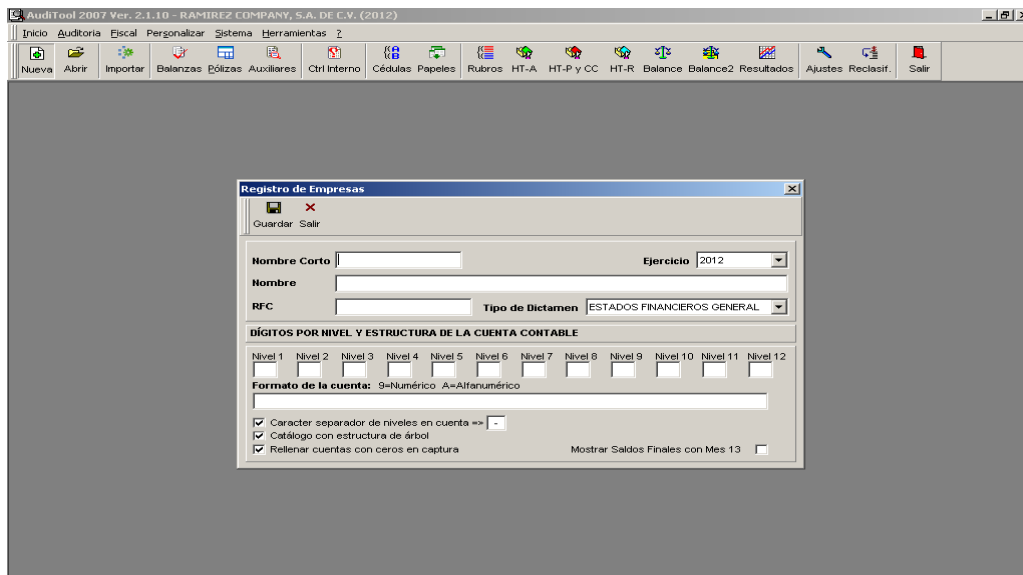 AudiTool 2007 Ver. 2.1.10 - RAMIREZ COMPANY, S.A. DE C.V. (2012)
Inicio Auditoria Fiscal Personalizar Sistema Herramientas ?
Nueva Abrir Importar Balanzas Pólizas Auxiliares Ctrl Interno Cédulas Papeles Rubros HT-A HT-P y CC HT-R Balance Balance2 Resultados Ajustes Reclasif. Salir
Registro de Empresas
Guardar Salir
Nombre Corto Ejercicio 2012
Nombre
RFC Tipo de Dictamen ESTADOS FINANCIEROS GENERAL
DÍGITOS POR NIVEL Y ESTRUCTURA DE LA CUENTA CONTABLE
Nivel 1 Nivel 2 Nivel 3 Nivel 4 Nivel 5 Nivel 6 Nivel 7 Nivel 8 Nivel 9 Nivel 10 Nivel 11 Nivel 12
Formato de la cuenta: 9=Numérico A=Alfanumérico
Caracter separador de niveles en cuenta => -
Catálogo con estructura de árbol
Rellenar cuentas con ceros en captura Mostrar Saldos Finales con Mes 13